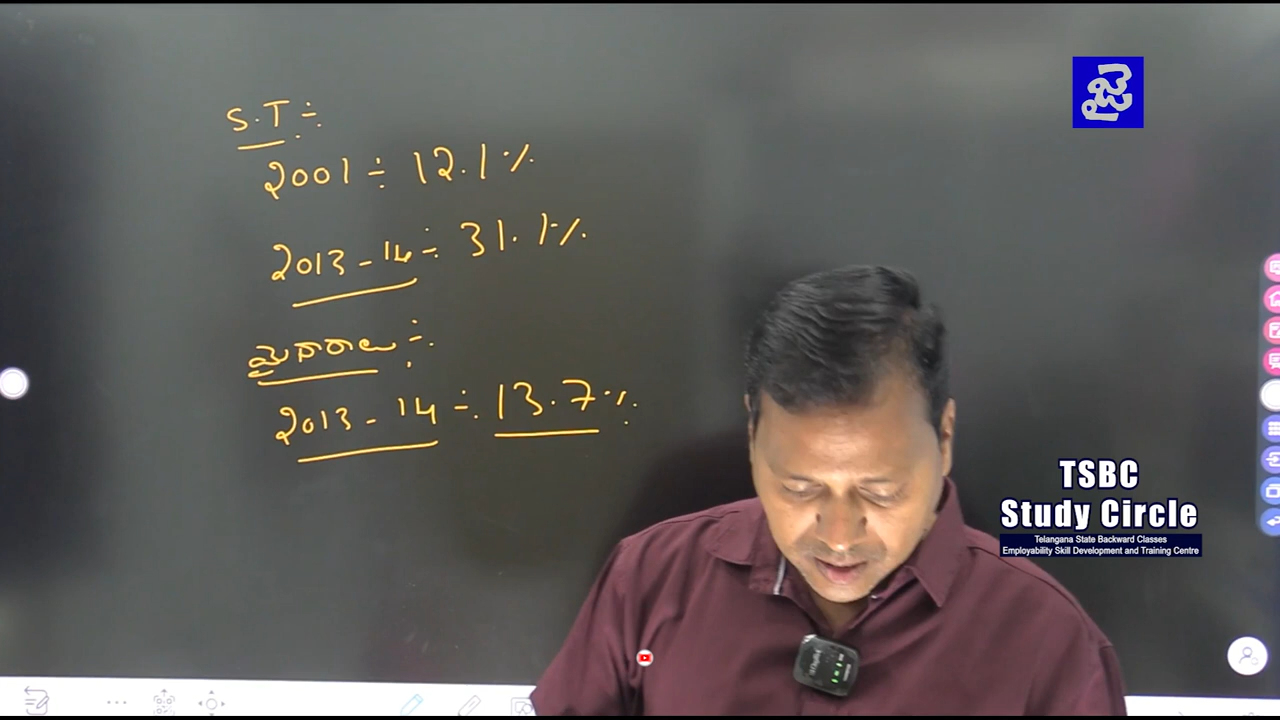 S.T :-
2001 ÷ 12.1%
2013-14 ÷ 31.1%
జై
TSBC
Study Circle
Telangana State Backward Classes
Employability Skill Development and Training Centre
2013-14 ÷ 13.7%